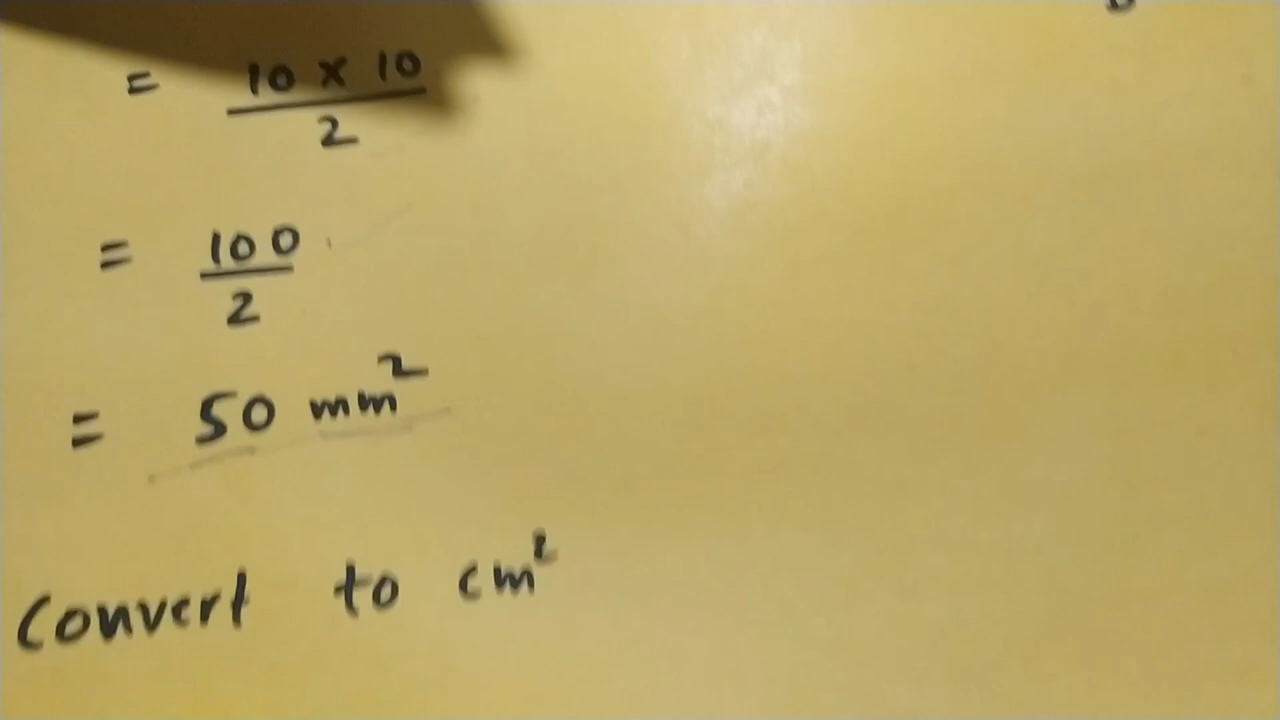 = 10 x 10
2
= 100
2
= 50 mm²
Convert to cm²